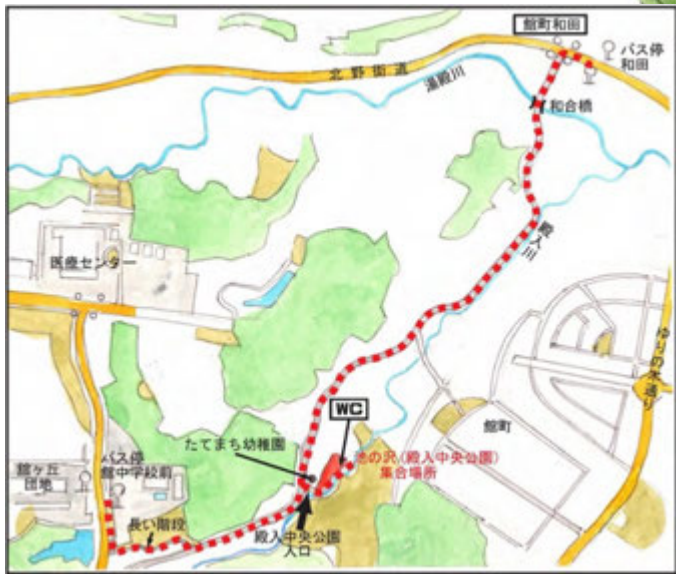 館町和田
バス停
和田
北野街道
湯殿川
和合橋
殿入川
医療センター
ゆりの木通り
WC
館町
たてまち幼稚園
池の沢(殿入中央公園)
集合場所
館ヶ丘
団地
バス停
館中学校前
長い階段
殿入中央公園
入口